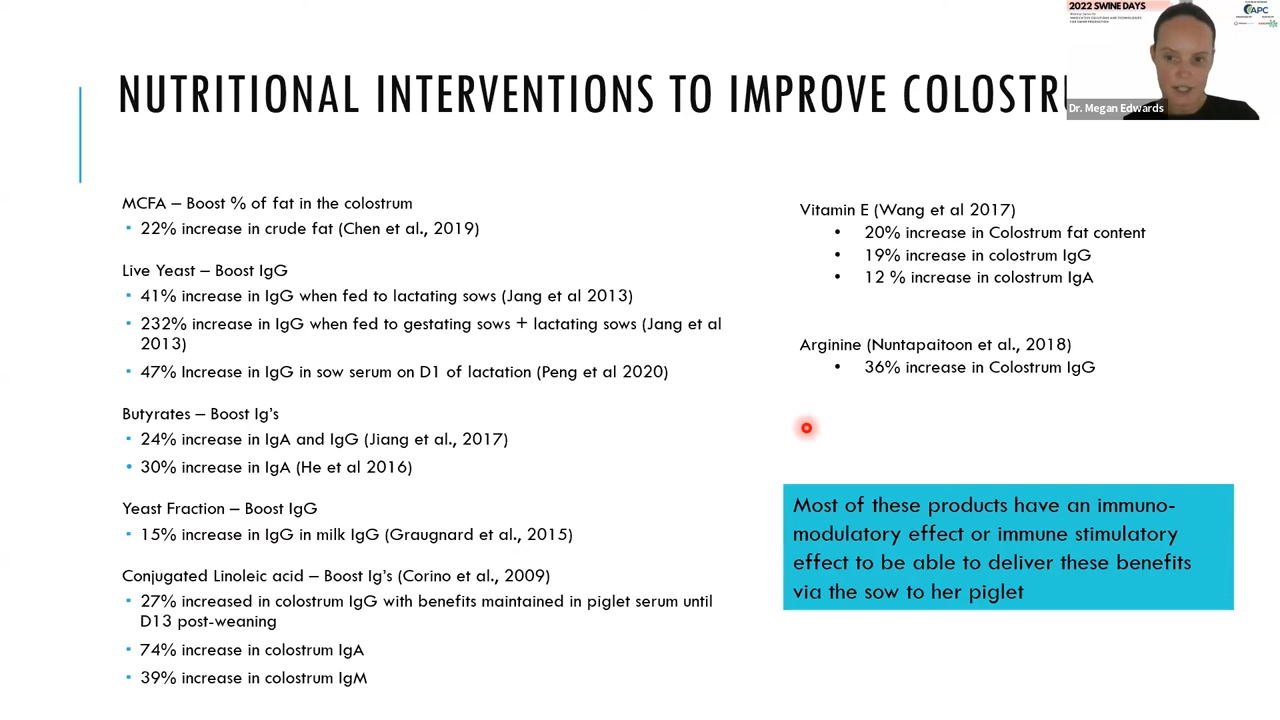 2022 SWINE DAYS
APC
NUTRITIONAL INTERVENTIONS TO IMPROVE COLOSTR
Dr. Megan Edwards
MCFA – Boost % of fat in the colostrum
▪ 22% increase in crude fat (Chen et al., 2019)
Live Yeast – Boost IgG
▪ 41% increase in IgG when fed to lactating sows (Jang et al 2013)
▪ 232% increase in IgG when fed to gestating sows + lactating sows (Jang et al
2013)
▪ 47% Increase in IgG in sow serum on D1 of lactation (Peng et al 2020)
Butyrates – Boost Ig's
▪ 24% increase in IgA and IgG (Jiang et al., 2017)
• 30% increase in IgA (He et al 2016)
Yeast Fraction – Boost IgG
▪ 15% increase in IgG in milk IgG (Graugnard et al., 2015)
Conjugated Linoleic acid – Boost Ig's (Corino et al., 2009)
▪ 27% increased in colostrum IgG with benefits maintained in piglet serum until
D13 post-weaning
▪ 74% increase in colostrum IgA
▪ 39% increase in colostrum IgM
Vitamin E (Wang et al 2017)
• 20% increase in Colostrum fat content
• 19% increase in colostrum IgG
• 12 % increase in colostrum IgA
Arginine (Nuntapaitoon et al., 2018)
• 36% increase in Colostrum IgG
Most of these products have an immuno-
modulatory effect or immune stimulatory
effect to be able to deliver these benefits
via the sow to her piglet